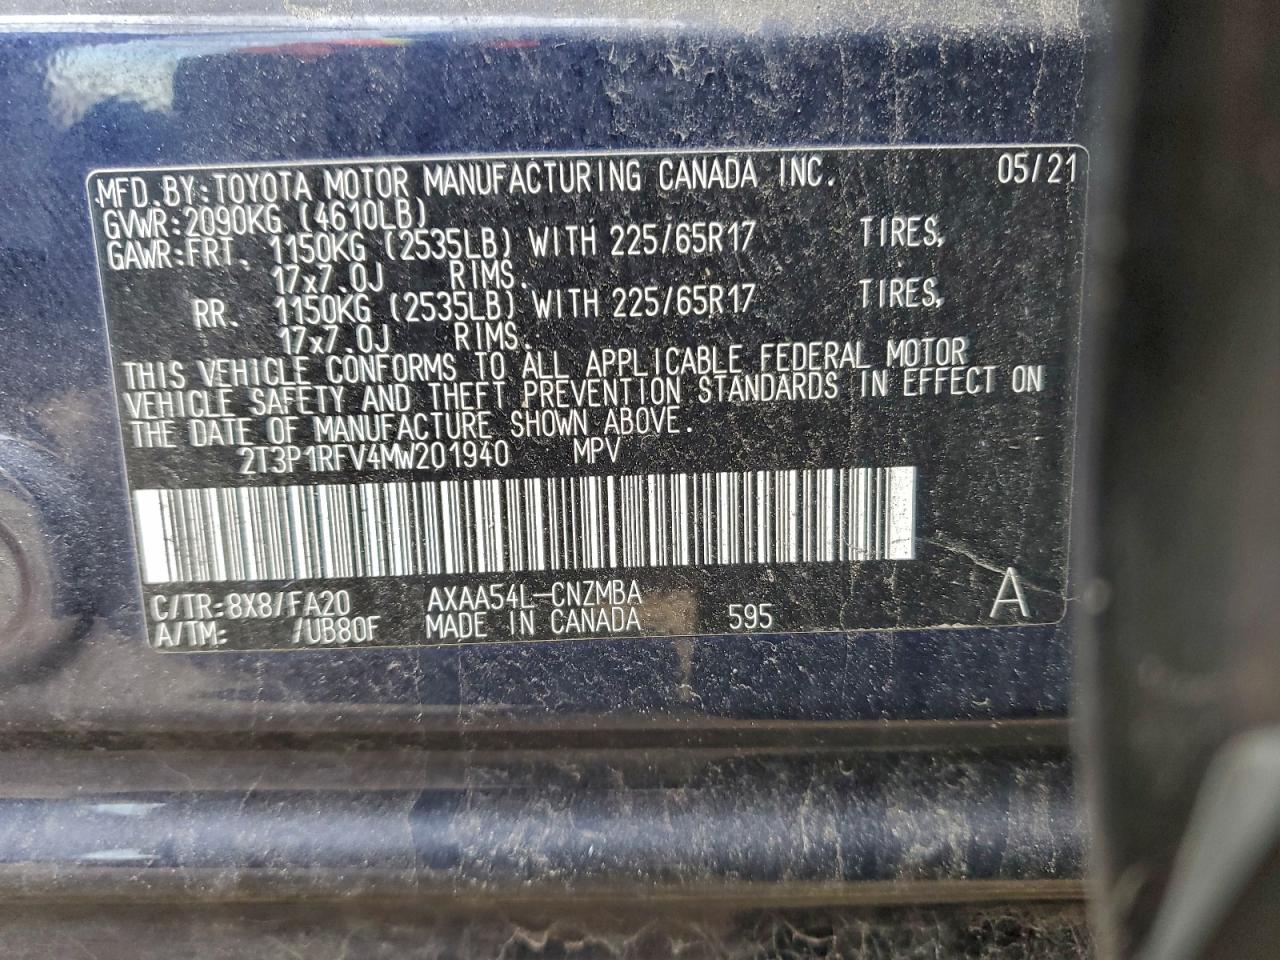 MFD.BY:TOYOTA MOTOR MANUFACTURING CANADA INC. 05/21
GVWR:2090KG (4610LB)
GAWR:FRT. 1150KG (2535LB) WITH 225/65R17 TIRES,
17x7.0J RIMS.
RR. 1150KG (2535LB) WITH 225/65R17 TIRES,
17x7.0J RIMS.
THIS VEHICLE CONFORMS TO ALL APPLICABLE FEDERAL MOTOR
VEHICLE SAFETY AND THEFT PREVENTION STANDARDS IN EFFECT ON
THE DATE OF MANUFACTURE SHOWN ABOVE.
2T3P1RFV4MW201940 MPV
C/TR:8X8/FA20 AXAA54L-CNZMBA
A/TM: /UB80F MADE IN CANADA 595 A